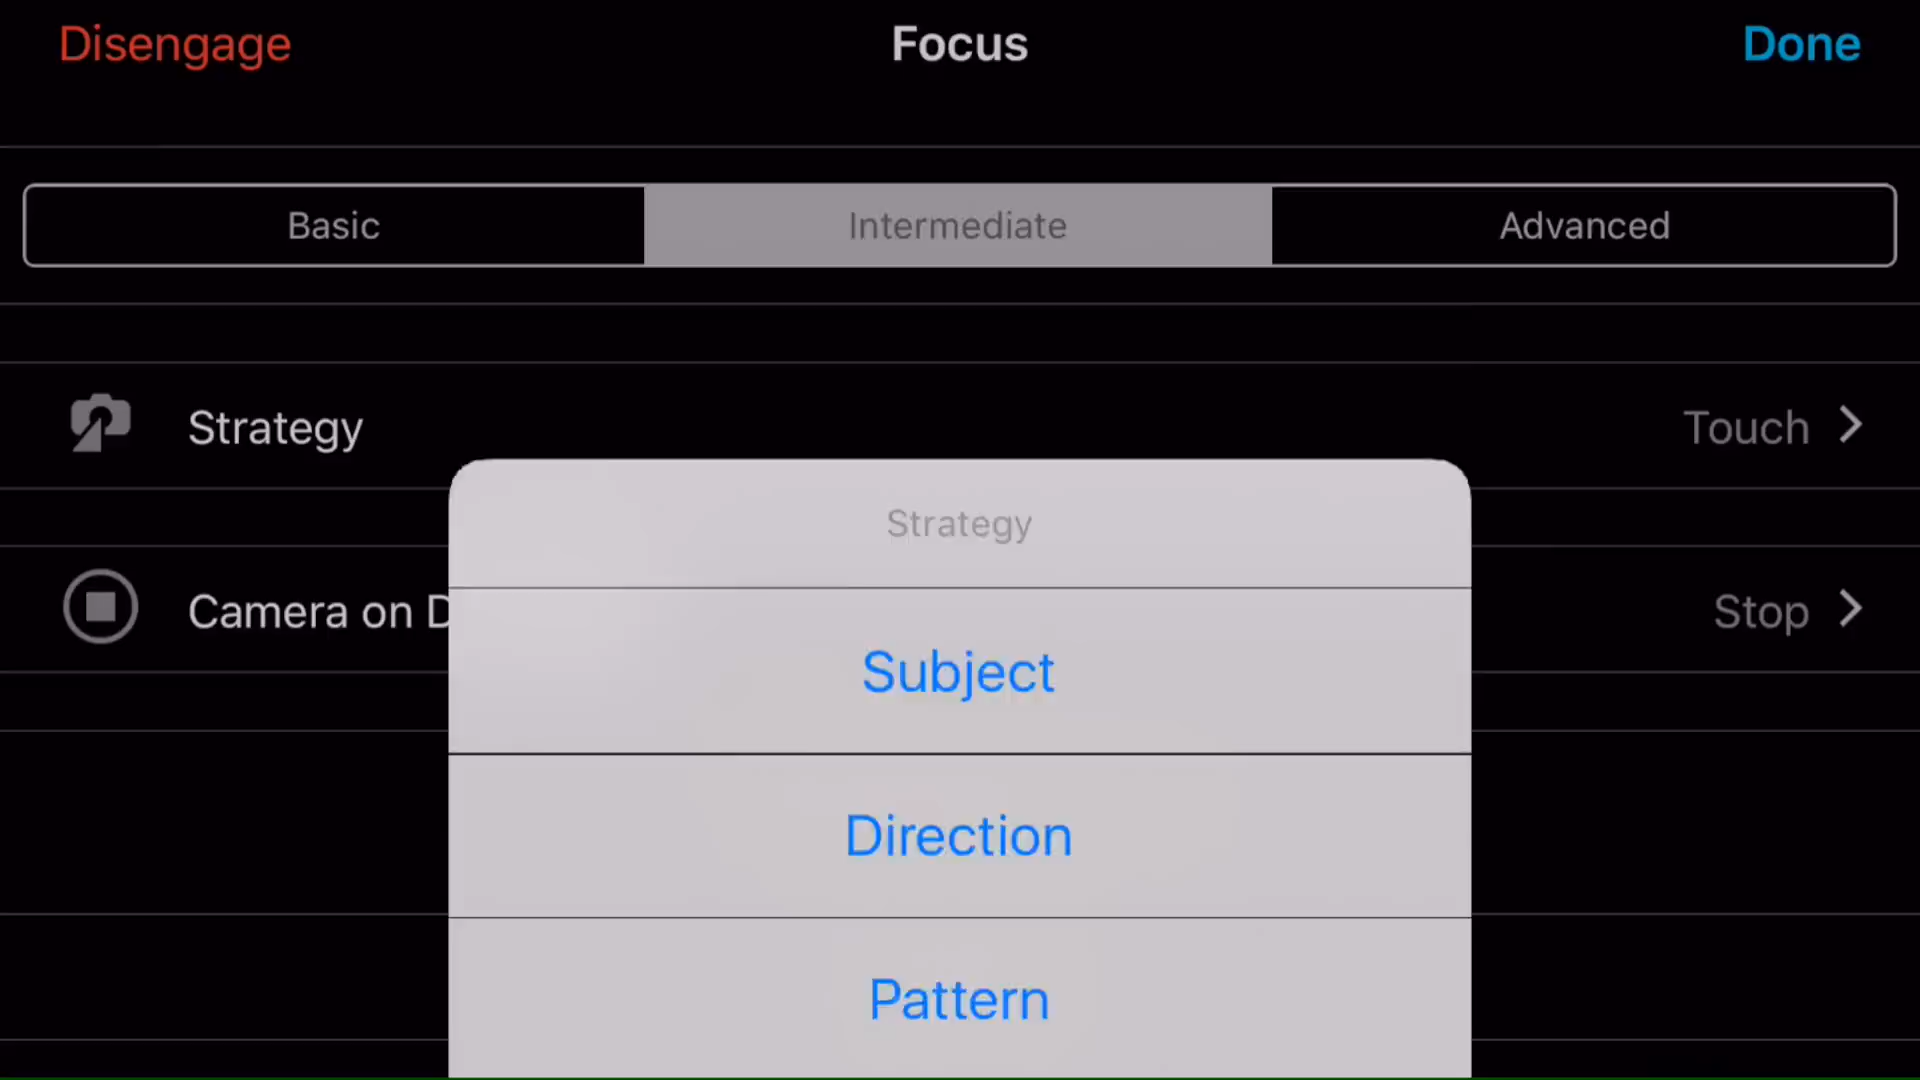 Disengage Focus Done
Basic Intermediate Advanced
Strategy Touch
Camera on Stop
Strategy
Subject
Direction
Pattern